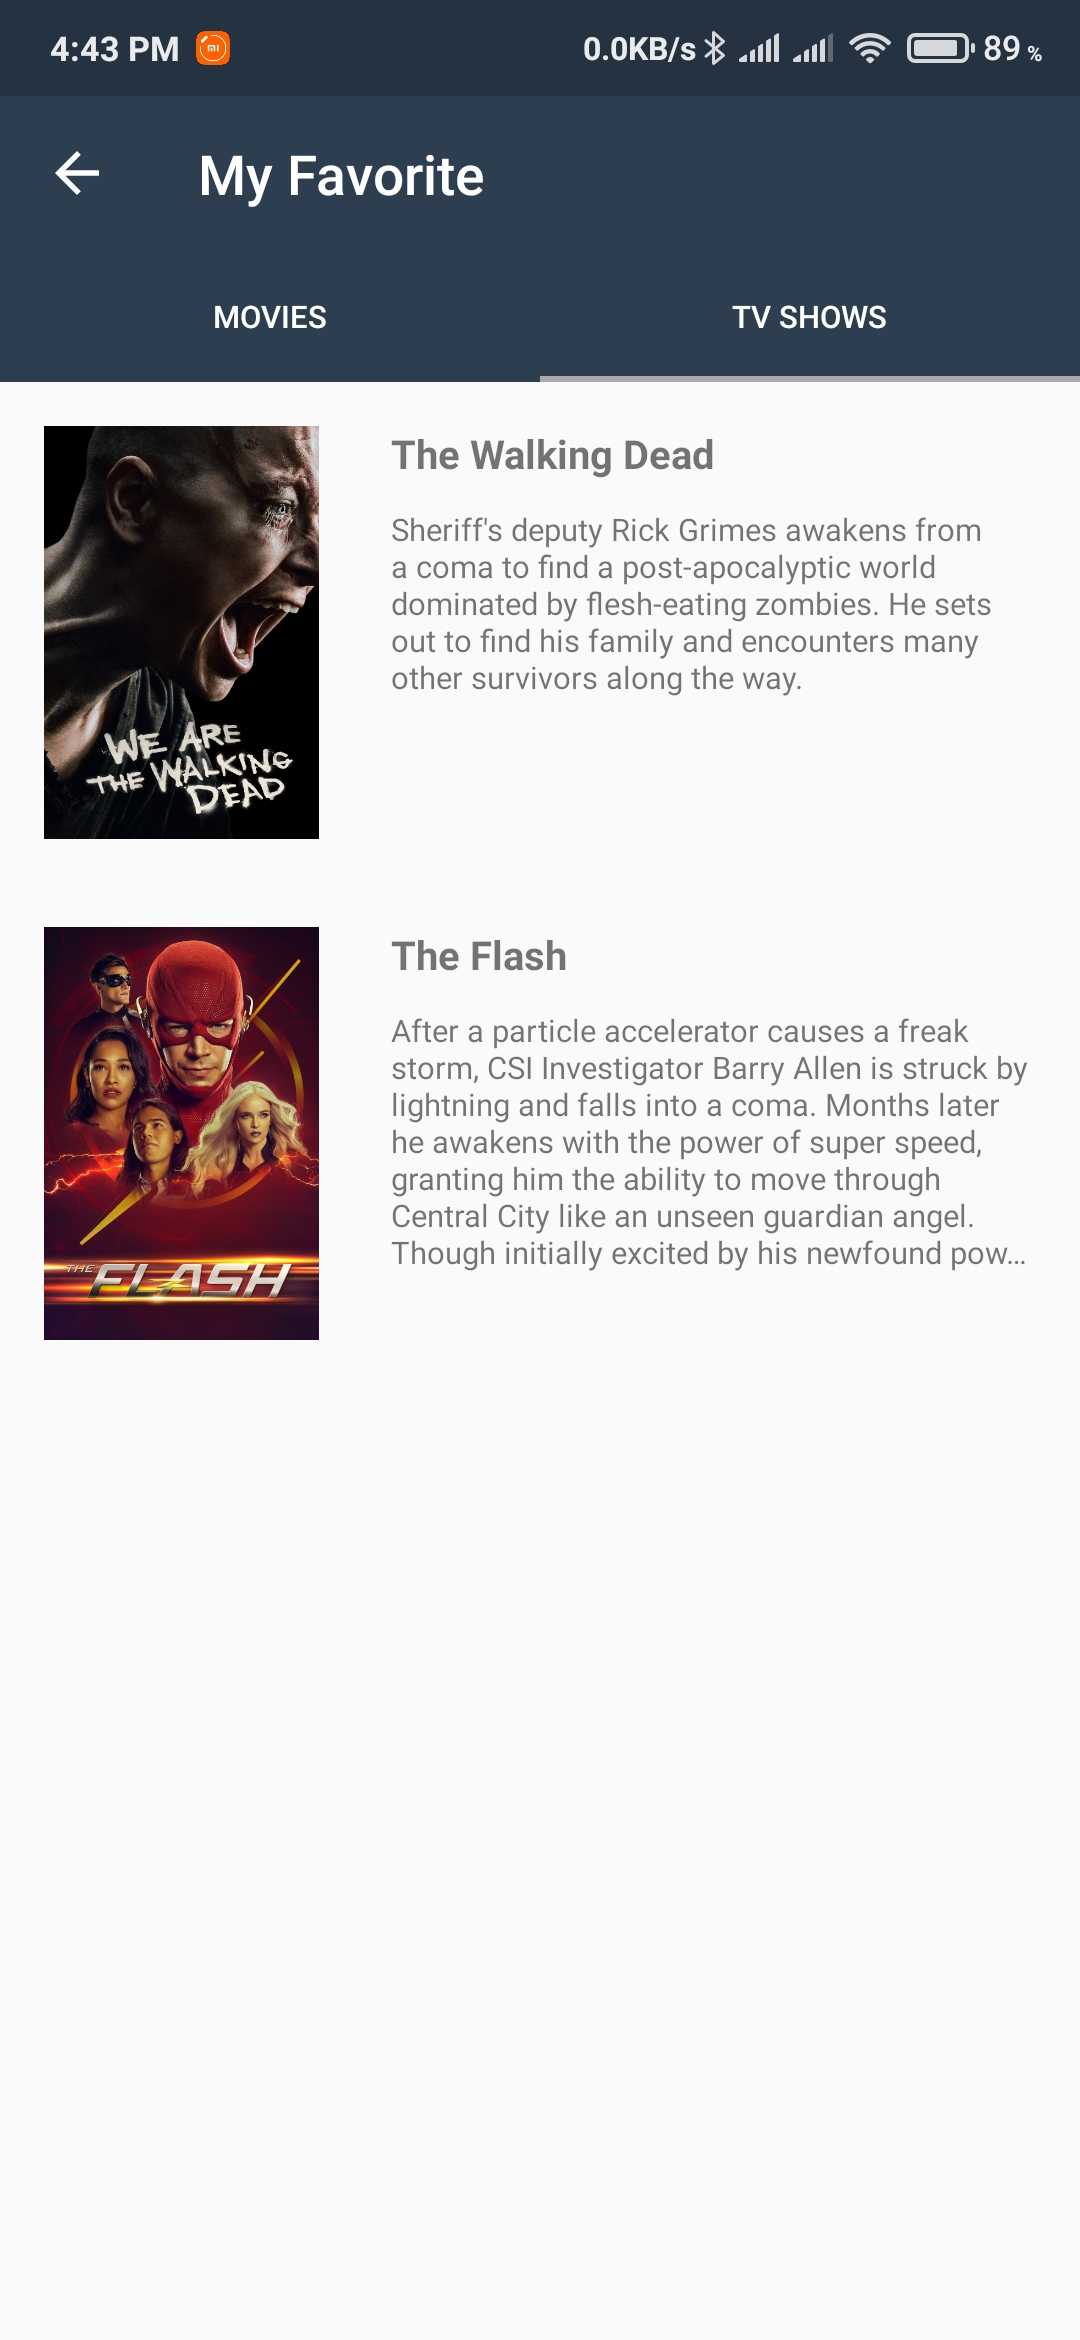 4:43 PM
0.0KB/s 89 %
My Favorite
MOVIES
TV SHOWS
WE ARE
THE WALKING
DEAD
The Walking Dead
Sheriff's deputy Rick Grimes awakens from
a coma to find a post-apocalyptic world
dominated by flesh-eating zombies. He sets
out to find his family and encounters many
other survivors along the way.
THE FLASH
The Flash
After a particle accelerator causes a freak
storm, CSI Investigator Barry Allen is struck by
lightning and falls into a coma. Months later
he awakens with the power of super speed,
granting him the ability to move through
Central City like an unseen guardian angel.
Though initially excited by his newfound pow...